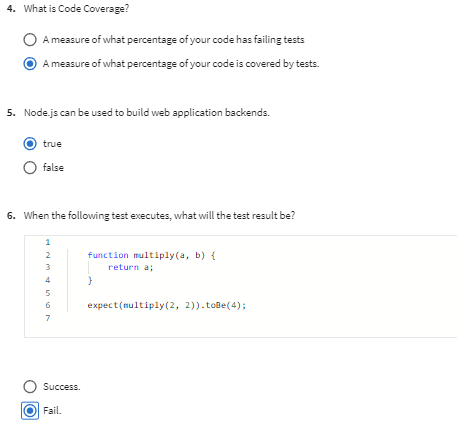 4. What is Code Coverage?
A measure of what percentage of your code has failing tests
A measure of what percentage of your code is covered by tests.
5. Node.js can be used to build web application backends.
true
false
6. When the following test executes, what will the test result be?
1
2 function multiply(a, b) {
3 return a;
4 }
5
6 expect(multiply(2, 2)).toBe(4);
7
Success.
Fail.